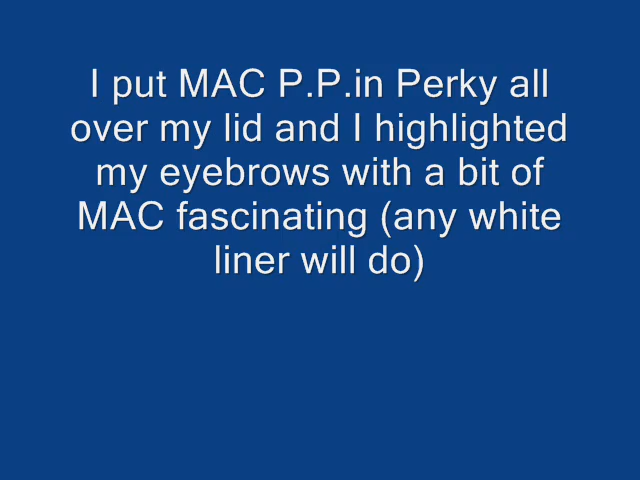 I put MAC P.P.in Perky all
over my lid and I highlighted
my eyebrows with a bit of
MAC fascinating (any white
liner will do)